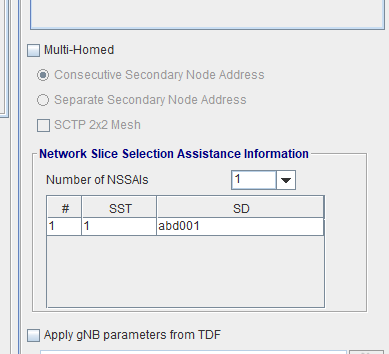 Multi-Homed
Consecutive Secondary Node Address
Separate Secondary Node Address
SCTP 2x2 Mesh
Network Slice Selection Assistance Information
Number of NSSAIs 1
# SST SD
1 1 abd001
Apply gNB parameters from TDF